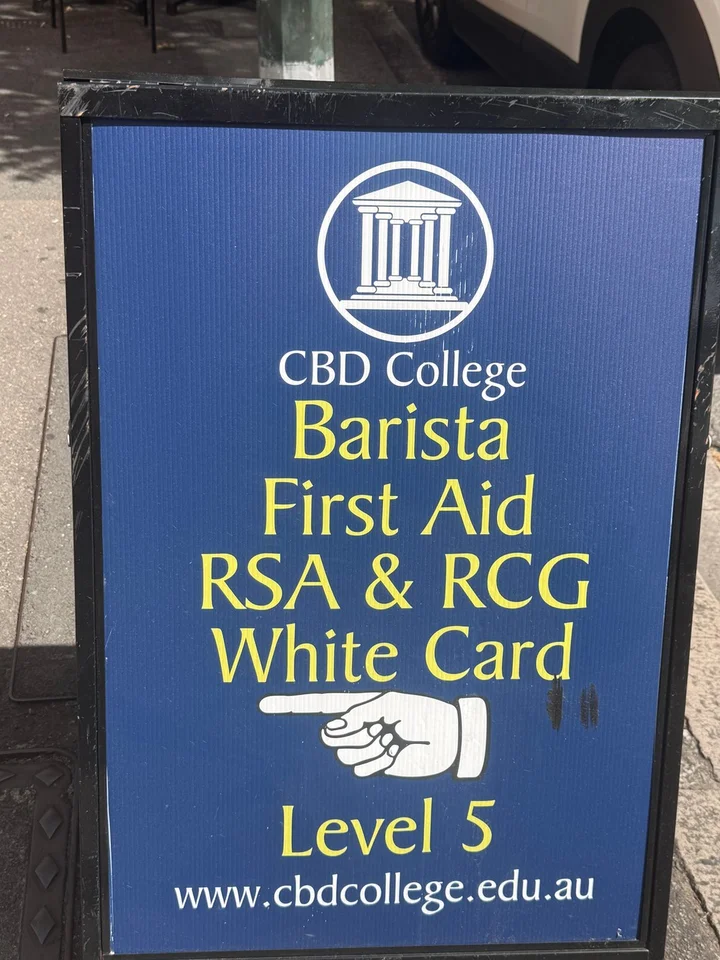 CBD College
Barista
First Aid
RSA & RCG
White Card
Level 5
www.cbdcollege.edu.au